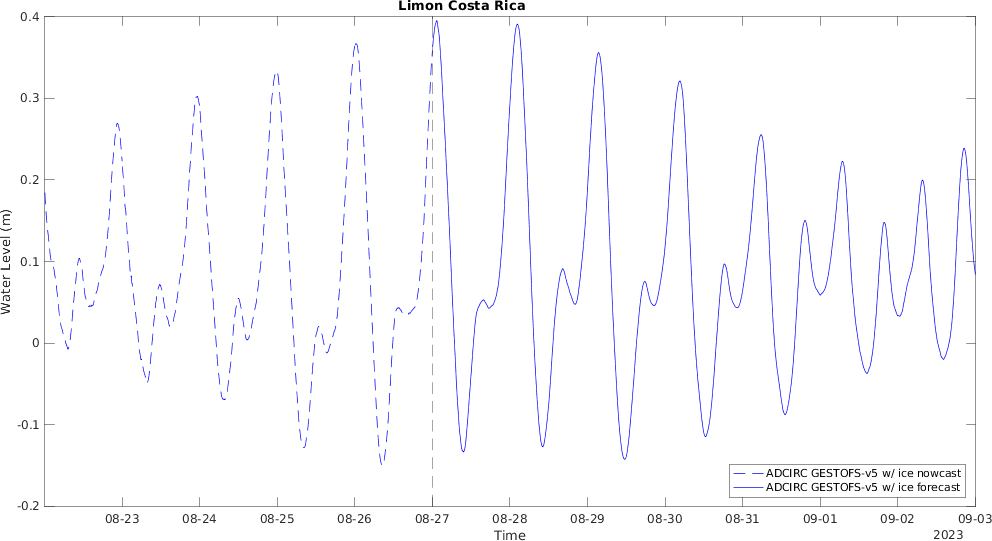 Limon Costa Rica
0.4
0.3
0.2
0.1
0
-0.1
-0.2
Water Level (m)
ADCIRC GESTOFS-v5 w/ ice nowcast
ADCIRC GESTOFS-v5 w/ ice forecast
08-23 08-24 08-25 08-26 08-27 08-28 08-29 08-30 08-31 09-01 09-02 09-03
Time
2023